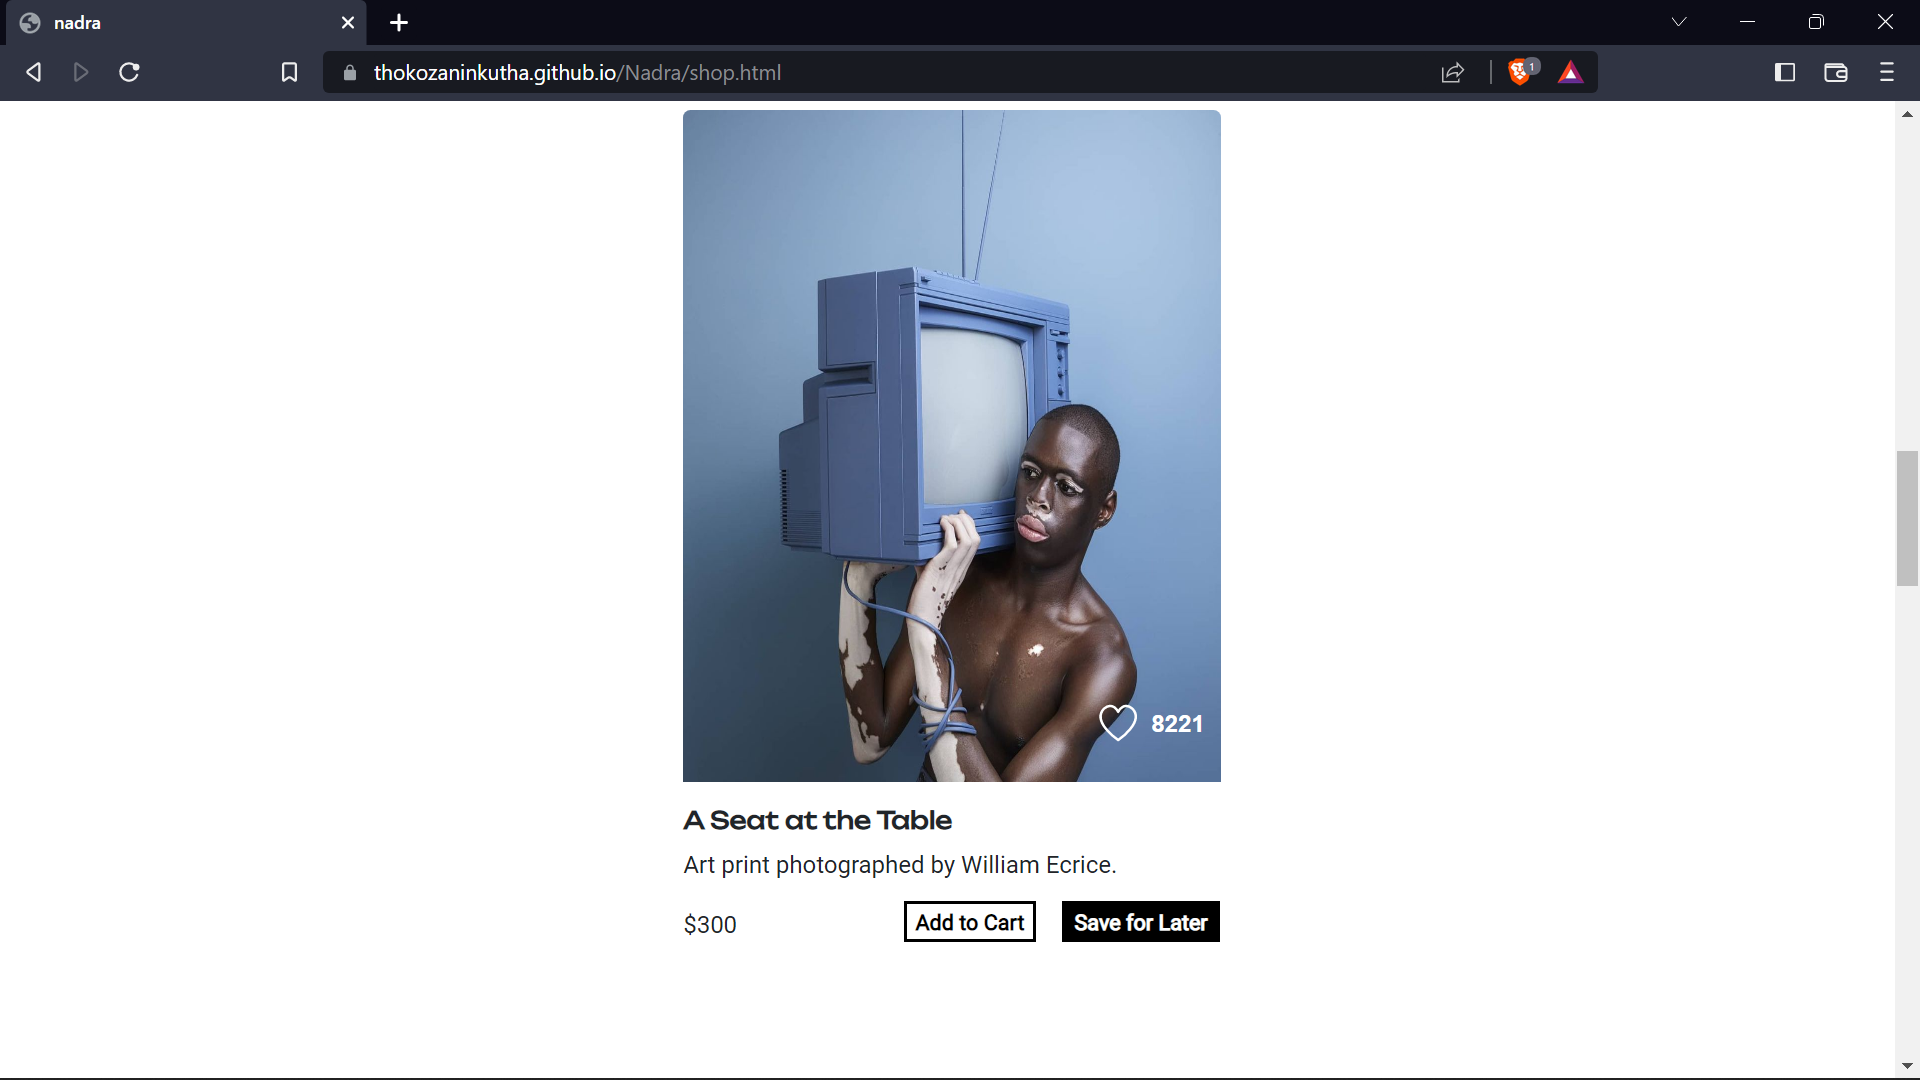 nadra
thokozaninkutha.github.io/Nadra/shop.html
1
8221
A Seat at the Table
Art print photographed by William Ecrice.
$300
Add to Cart
Save for Later